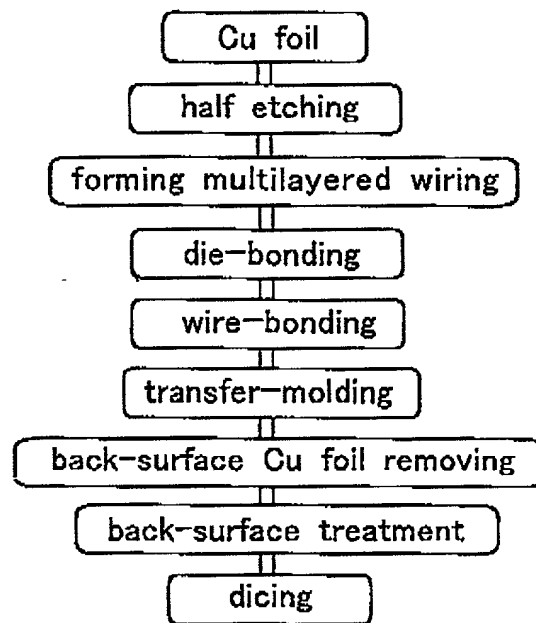 Cu foil
half etching
forming multilayered wiring
die-bonding
wire-bonding
transfer-molding
back-surface Cu foil removing
back-surface treatment
dicing